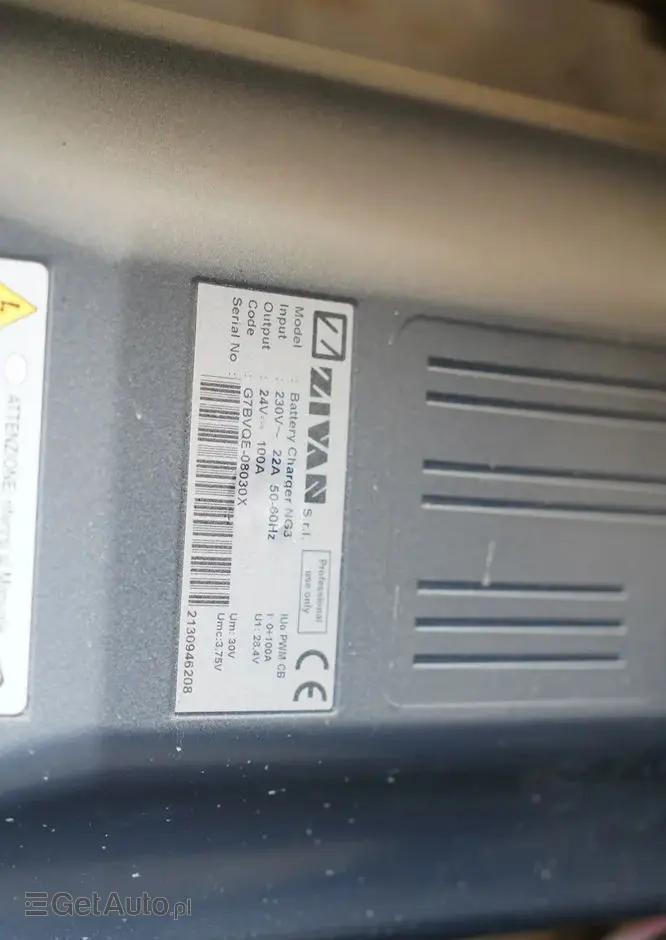 ZIVAN S.r.l.
Professional
use only
CE
Model : Battery Charger NG3
Input : 230V~ 22A 50-60Hz
Output : 24V⎓ 100A
Code : G7BVQE-08030X
Serial No :
2130946208
IUo PWM CB
I: 0÷100A
U1: 28.4V
Um: 30V
Umc:3.75V
ATTENZIONE
GetAuto.pl